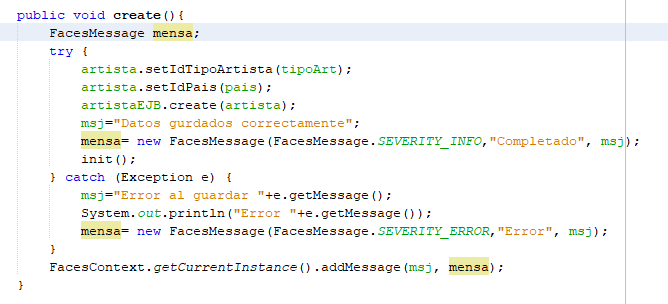 public void create(){
FacesMessage mensa;
try {
artista.setIdTipoArtista(tipoArt);
artista.setIdPais(pais);
artistaEJB.create(artista);
msj="Datos gurdados correctamente";
mensa= new FacesMessage(FacesMessage.SEVERITY_INFO,"Completado", msj);
init();
} catch (Exception e) {
msj="Error al guardar "+e.getMessage();
System.out.println("Error "+e.getMessage());
mensa= new FacesMessage(FacesMessage.SEVERITY_ERROR,"Error", msj);
}
FacesContext.getCurrentInstance().addMessage(msj, mensa);
}